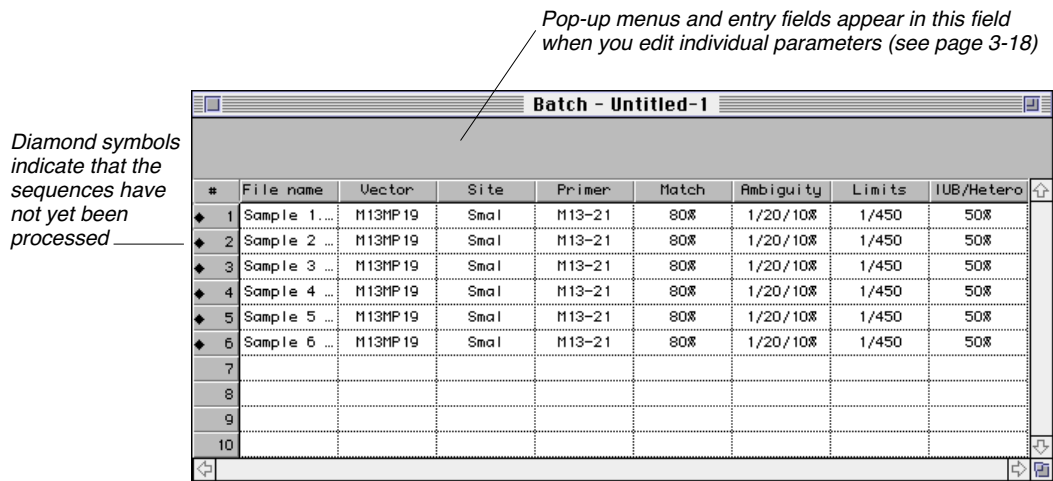 Pop-up menus and entry fields appear in this field
when you edit individual parameters (see page 3-18)
Batch - Untitled-1
Diamond symbols
indicate that the
sequences have
not yet been
processed
# File name Vector Site Primer Match Ambiguity Limits IUB/Hetero
1 Sample 1.… M13MP19 SmaI M13-21 80% 1/20/10% 1/450 50%
2 Sample 2 … M13MP19 SmaI M13-21 80% 1/20/10% 1/450 50%
3 Sample 3 … M13MP19 SmaI M13-21 80% 1/20/10% 1/450 50%
4 Sample 4 … M13MP19 SmaI M13-21 80% 1/20/10% 1/450 50%
5 Sample 5 … M13MP19 SmaI M13-21 80% 1/20/10% 1/450 50%
6 Sample 6 … M13MP19 SmaI M13-21 80% 1/20/10% 1/450 50%
7
8
9
10